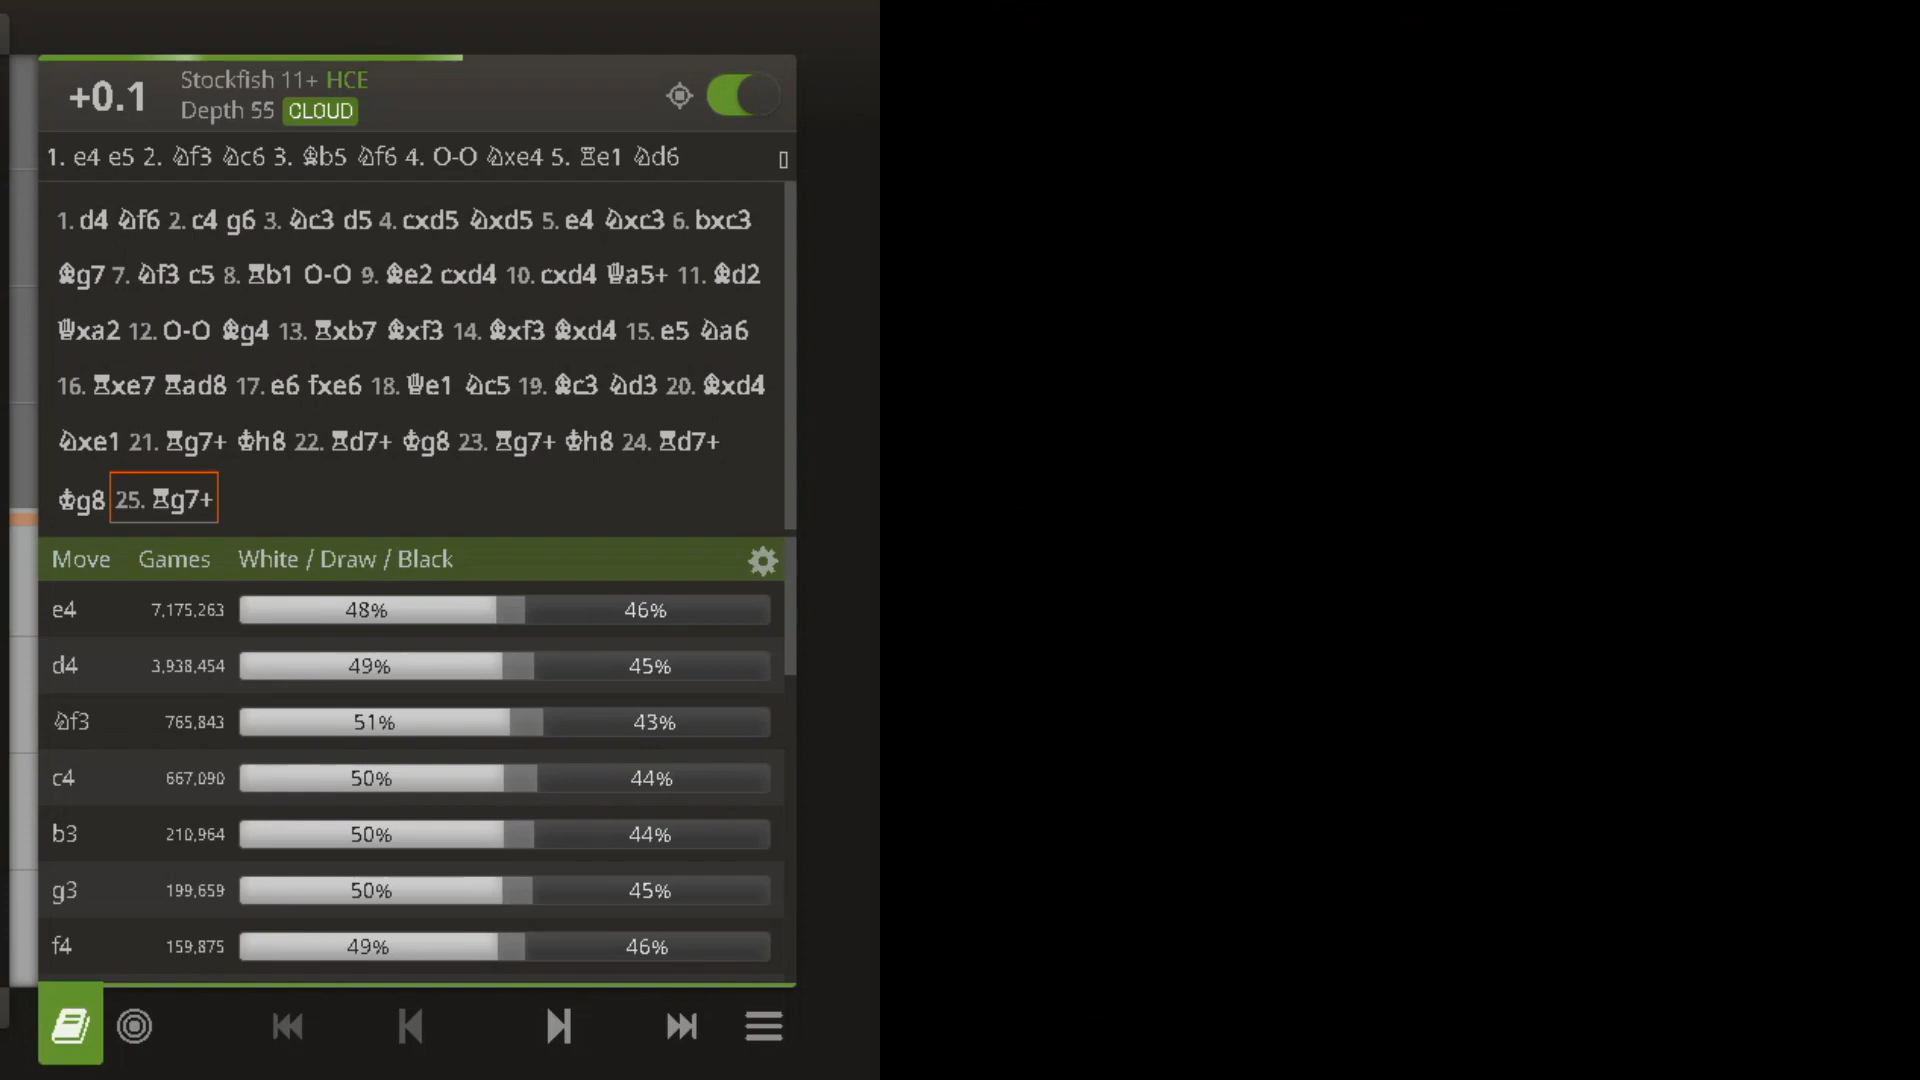 +0.1
Stockfish 11+ HCE
Depth 55 CLOUD
1. e4 e5 2. ♘f3 ♘c6 3. ♗b5 ♘f6 4. O-O ♘xe4 5. ♖e1 ♘d6
1. d4 ♘f6 2. c4 g6 3. ♘c3 d5 4. cxd5 ♘xd5 5. e4 ♘xc3 6. bxc3
♗g7 7. ♘f3 c5 8. ♖b1 O-O 9. ♗e2 cxd4 10. cxd4 ♕a5+ 11. ♗d2
♕xa2 12. O-O ♗g4 13. ♖xb7 ♗xf3 14. ♗xf3 ♗xd4 15. e5 ♘a6
16. ♖xe7 ♖ad8 17. e6 fxe6 18. ♕e1 ♘c5 19. ♗c3 ♘d3 20. ♗xd4
♘xe1 21. ♖g7+ ♔h8 22. ♖d7+ ♔g8 23. ♖g7+ ♔h8 24. ♖d7+
♔g8 25. ♖g7+
Move Games White / Draw / Black
e4 7,175,263 48% 46%
d4 3,938,454 49% 45%
♘f3 765,843 51% 43%
c4 667,090 50% 44%
b3 210,964 50% 44%
g3 199,659 50% 45%
f4 159,875 49% 46%